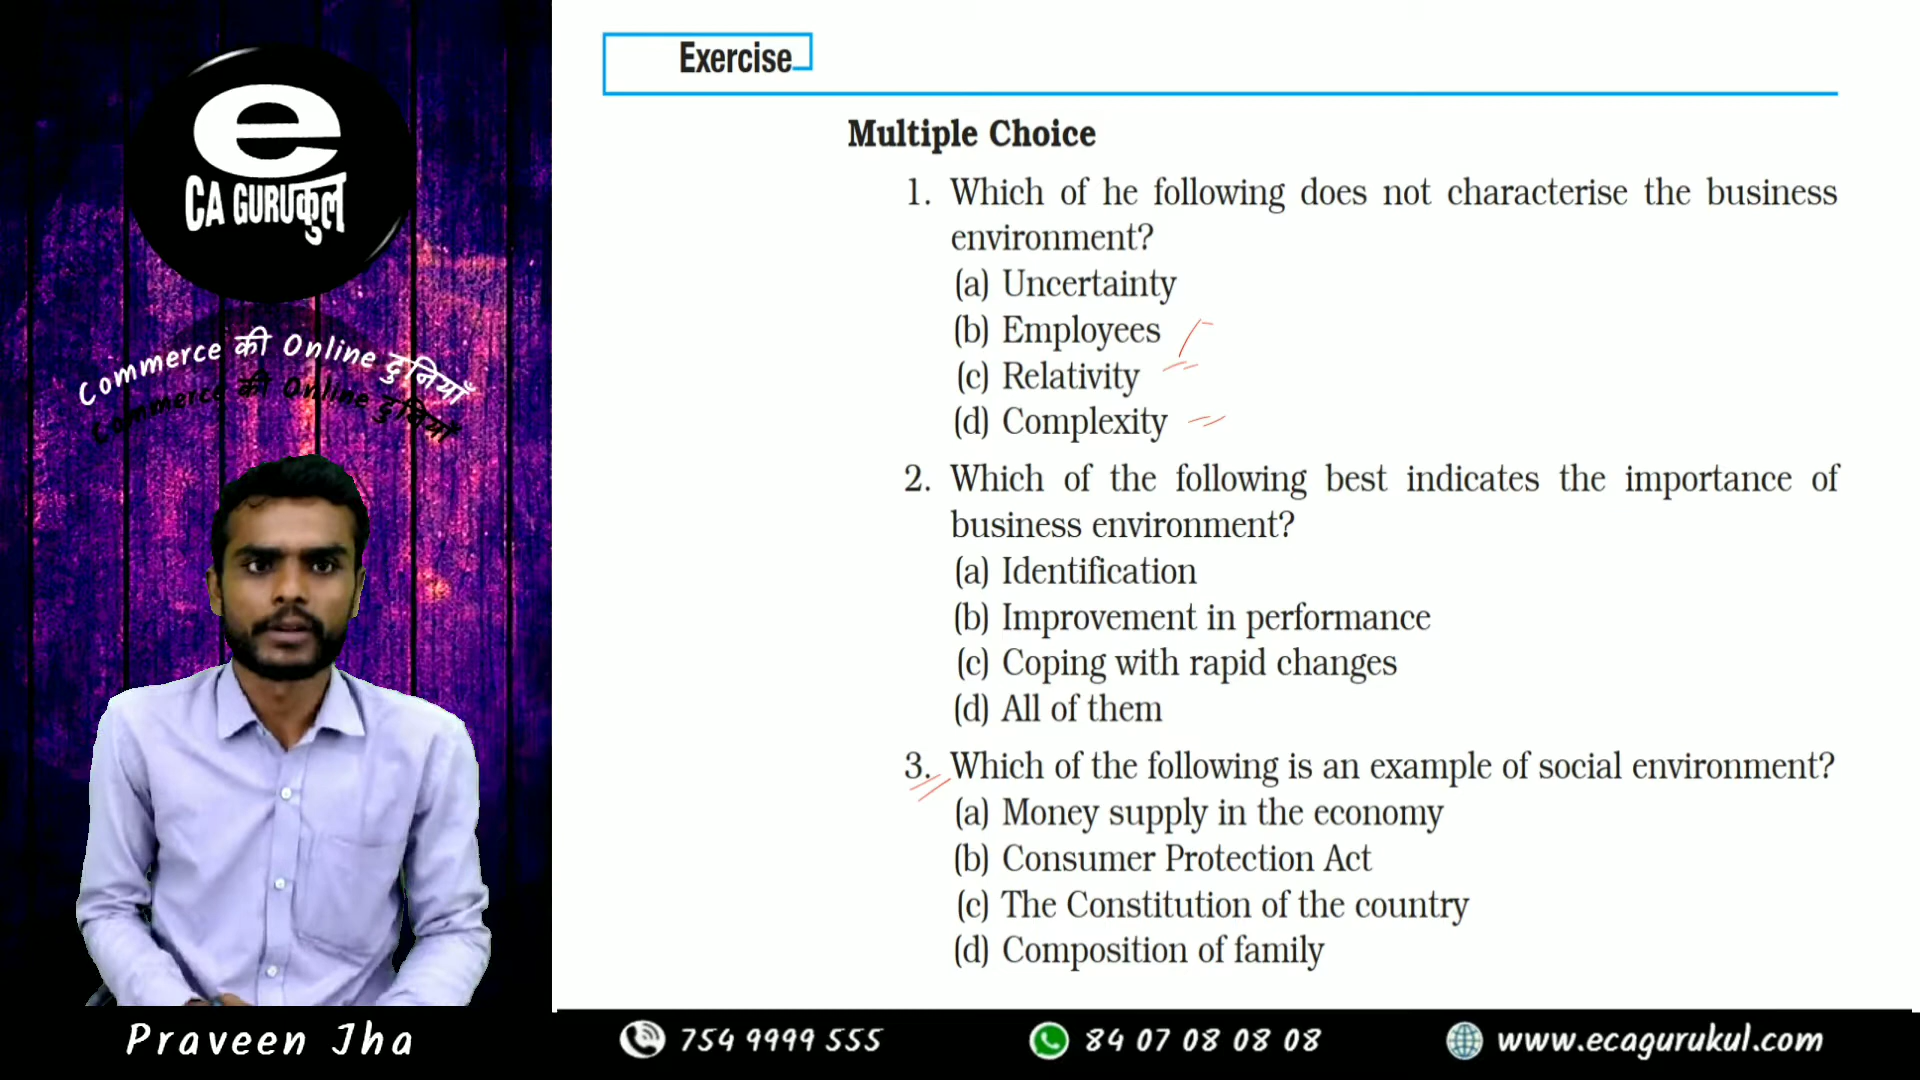 e
CA GURUकुल
Commerce की Online दुनियाँ
Commerce की Online दुनियाँ
Exercise
Multiple Choice
1. Which of he following does not characterise the business
environment?
(a) Uncertainty
(b) Employees
(c) Relativity
(d) Complexity
2. Which of the following best indicates the importance of
business environment?
(a) Identification
(b) Improvement in performance
(c) Coping with rapid changes
(d) All of them
3. Which of the following is an example of social environment?
(a) Money supply in the economy
(b) Consumer Protection Act
(c) The Constitution of the country
(d) Composition of family
Praveen Jha
754 9999 555
84 07 08 08 08
www.ecagurukul.com